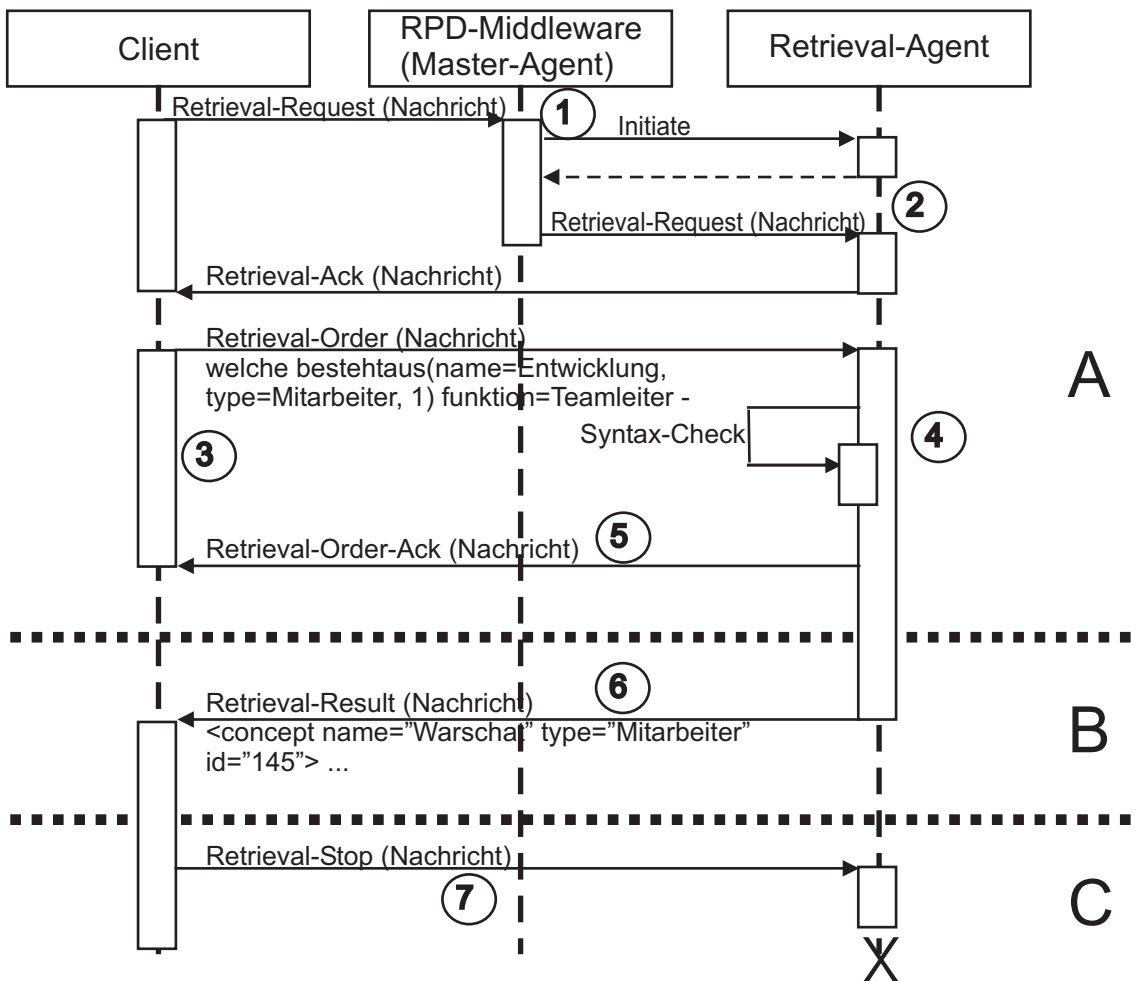 Client
RPD-Middleware
(Master-Agent)
Retrieval-Agent
Retrieval-Request (Nachricht)
1
Initiate
2
Retrieval-Request (Nachricht)
Retrieval-Ack (Nachricht)
Retrieval-Order (Nachricht)
welche bestehtaus(name=Entwicklung,
type=Mitarbeiter, 1) funktion=Teamleiter -
A
Syntax-Check
3
4
Retrieval-Order-Ack (Nachricht)
5
6
Retrieval-Result (Nachricht)
<concept name=”Warschat” type=”Mitarbeiter”
id=”145”> ...
B
Retrieval-Stop (Nachricht)
7
C
X